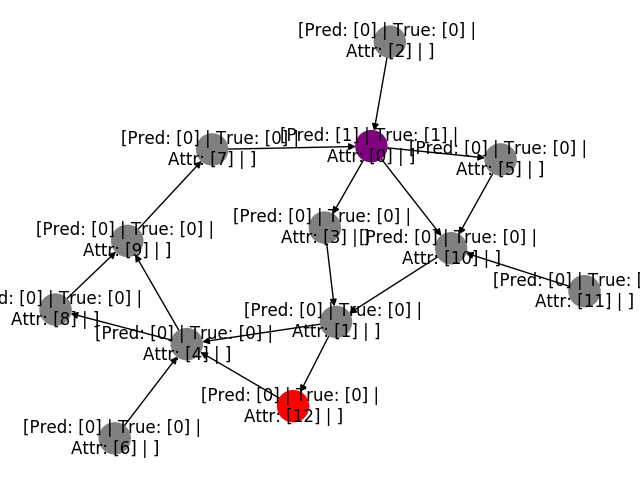 [Pred: [0] | True: [0] |
Attr: [2] | ]
[Pred: [0] | True: [0] |
Attr: [7] | ]
[Pred: [1] | True: [1] |
Attr: [0] | ]
[Pred: [0] | True: [0] |
Attr: [5] | ]
[Pred: [0] | True: [0] |
Attr: [3] | ]
[Pred: [0] | True: [0] |
Attr: [9] | ]
[Pred: [0] | True: [0] |
Attr: [10] | ]
[Pred: [0] | True: [
Attr: [11] | ]
d: [0] | True: [0] |
Attr: [8] | ]
[Pred: [0] | True: [0] |
Attr: [1] | ]
[Pred: [0] | True: [0] |
Attr: [4] | ]
[Pred: [0] | True: [0] |
Attr: [12] | ]
[Pred: [0] | True: [0] |
Attr: [6] | ]